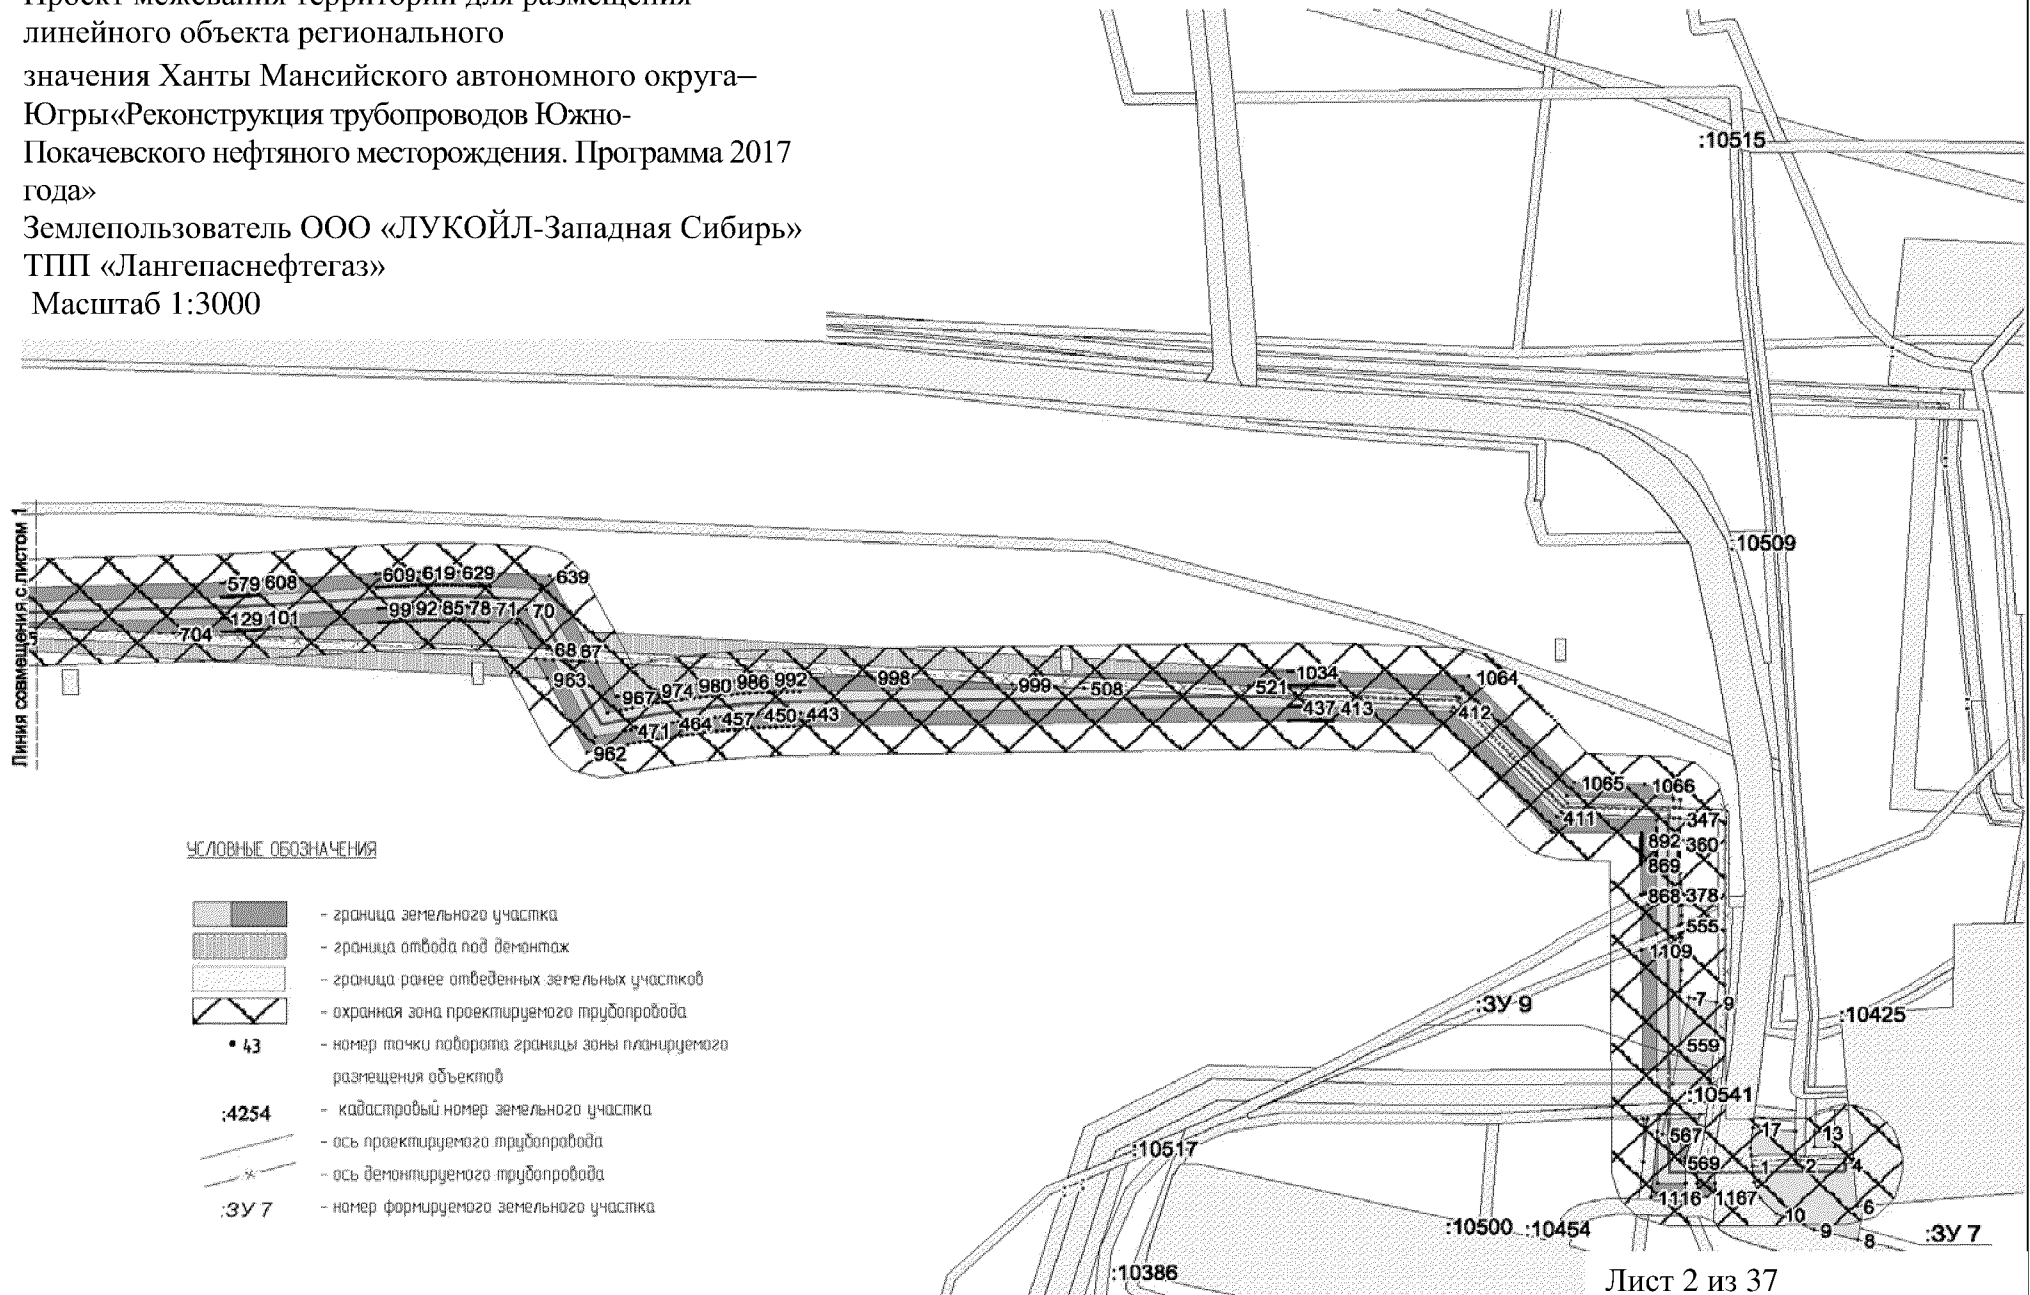 Проект межевания территории для размещения
линейного объекта регионального
значения Ханты Мансийского автономного округа–
Югры«Реконструкция трубопроводов Южно-
Покачевского нефтяного месторождения. Программа 2017
года»
Землепользователь ООО «ЛУКОЙЛ-Западная Сибирь»
ТПП «Лангепаснефтегаз»
Масштаб 1:3000
:10515
:10509
Линия совмещения с листом 1
579 608
609 619 629
639
129 101
99 92 85 78 71 70
704
68 67
963
967 974 980 986 992
998
999
508
521
1034
1064
471 464 457 450 443
437 413
412
962
1065
1066
411
347
892 360
869
868 378
555
1109
7 9
:ЗУ 9
:10425
559
:10541
567
17
13
:10517
569
1 2 4
1116 1167
10
9
6
8
:10500 :10454
:ЗУ 7
:10386
УСЛОВНЫЕ ОБОЗНАЧЕНИЯ
- граница земельного участка
- граница отвода под демонтаж
- граница ранее отведенных земельных участков
- охранная зона проектируемого трубопровода
• 43 - номер точки поворота границы зоны планируемого
размещения объектов
:4254 - кадастровый номер земельного участка
- ось проектируемого трубопровода
- ось демонтируемого трубопровода
:ЗУ 7 - номер формируемого земельного участка
Лист 2 из 37